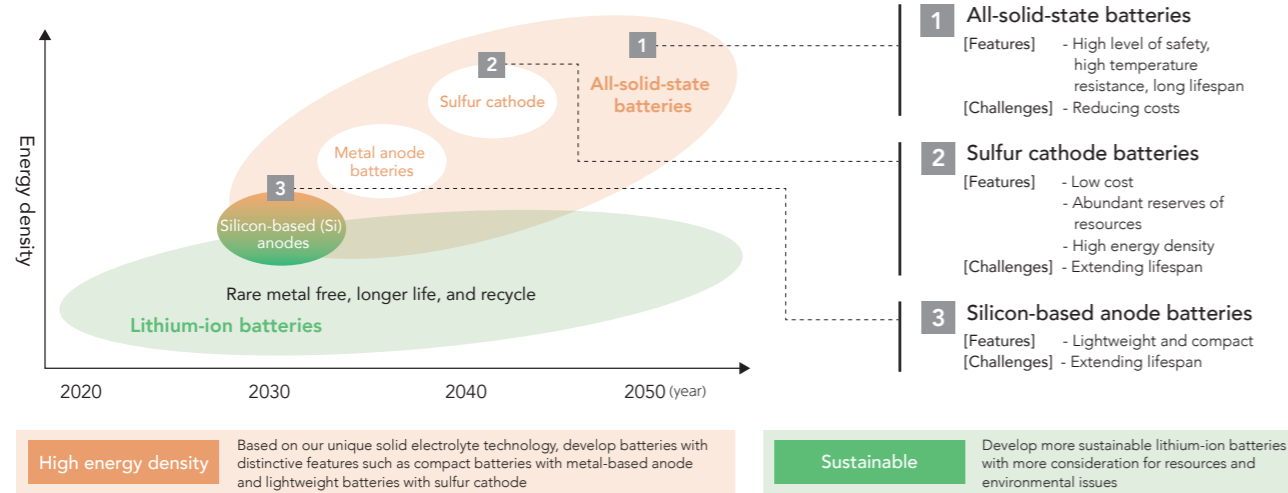 Energy density
1
All-solid-state
batteries
2
Sulfur cathode
Metal anode
batteries
3
Silicon-based (Si)
anodes
Rare metal free, longer life, and recycle
Lithium-ion batteries
2020 2030 2040 2050 (year)
1 All-solid-state batteries
[Features] - High level of safety,
high temperature
resistance, long lifespan
[Challenges] - Reducing costs
2 Sulfur cathode batteries
[Features] - Low cost
- Abundant reserves of
resources
- High energy density
[Challenges] - Extending lifespan
3 Silicon-based anode batteries
[Features] - Lightweight and compact
[Challenges] - Extending lifespan
High energy density
Based on our unique solid electrolyte technology, develop batteries with
distinctive features such as compact batteries with metal-based anode
and lightweight batteries with sulfur cathode
Sustainable
Develop more sustainable lithium-ion batteries
with more consideration for resources and
environmental issues